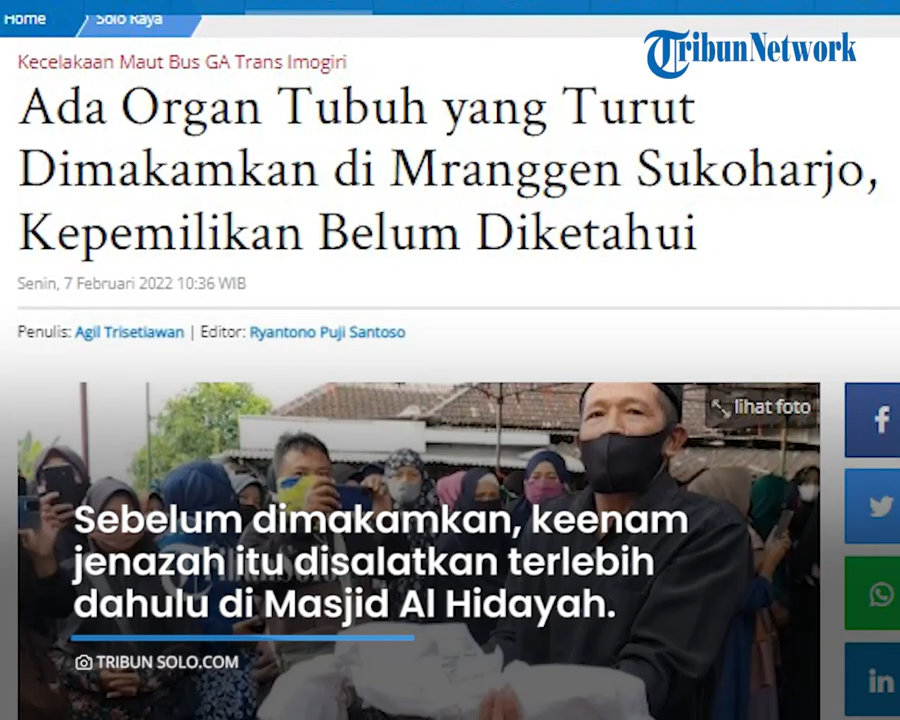 Home
Solo Raya
TribunNetwork
Kecelakaan Maut Bus GA Trans Imogiri
Ada Organ Tubuh yang Turut
Dimakamkan di Mranggen Sukoharjo,
Kepemilikan Belum Diketahui
Senin, 7 Februari 2022 10:36 WIB
Penulis: Agil Trisetiawan | Editor: Ryantono Puji Santoso
lihat foto
Sebelum dimakamkan, keenam
jenazah itu disalatkan terlebih
dahulu di Masjid Al Hidayah.
TRIBUN SOLO.COM